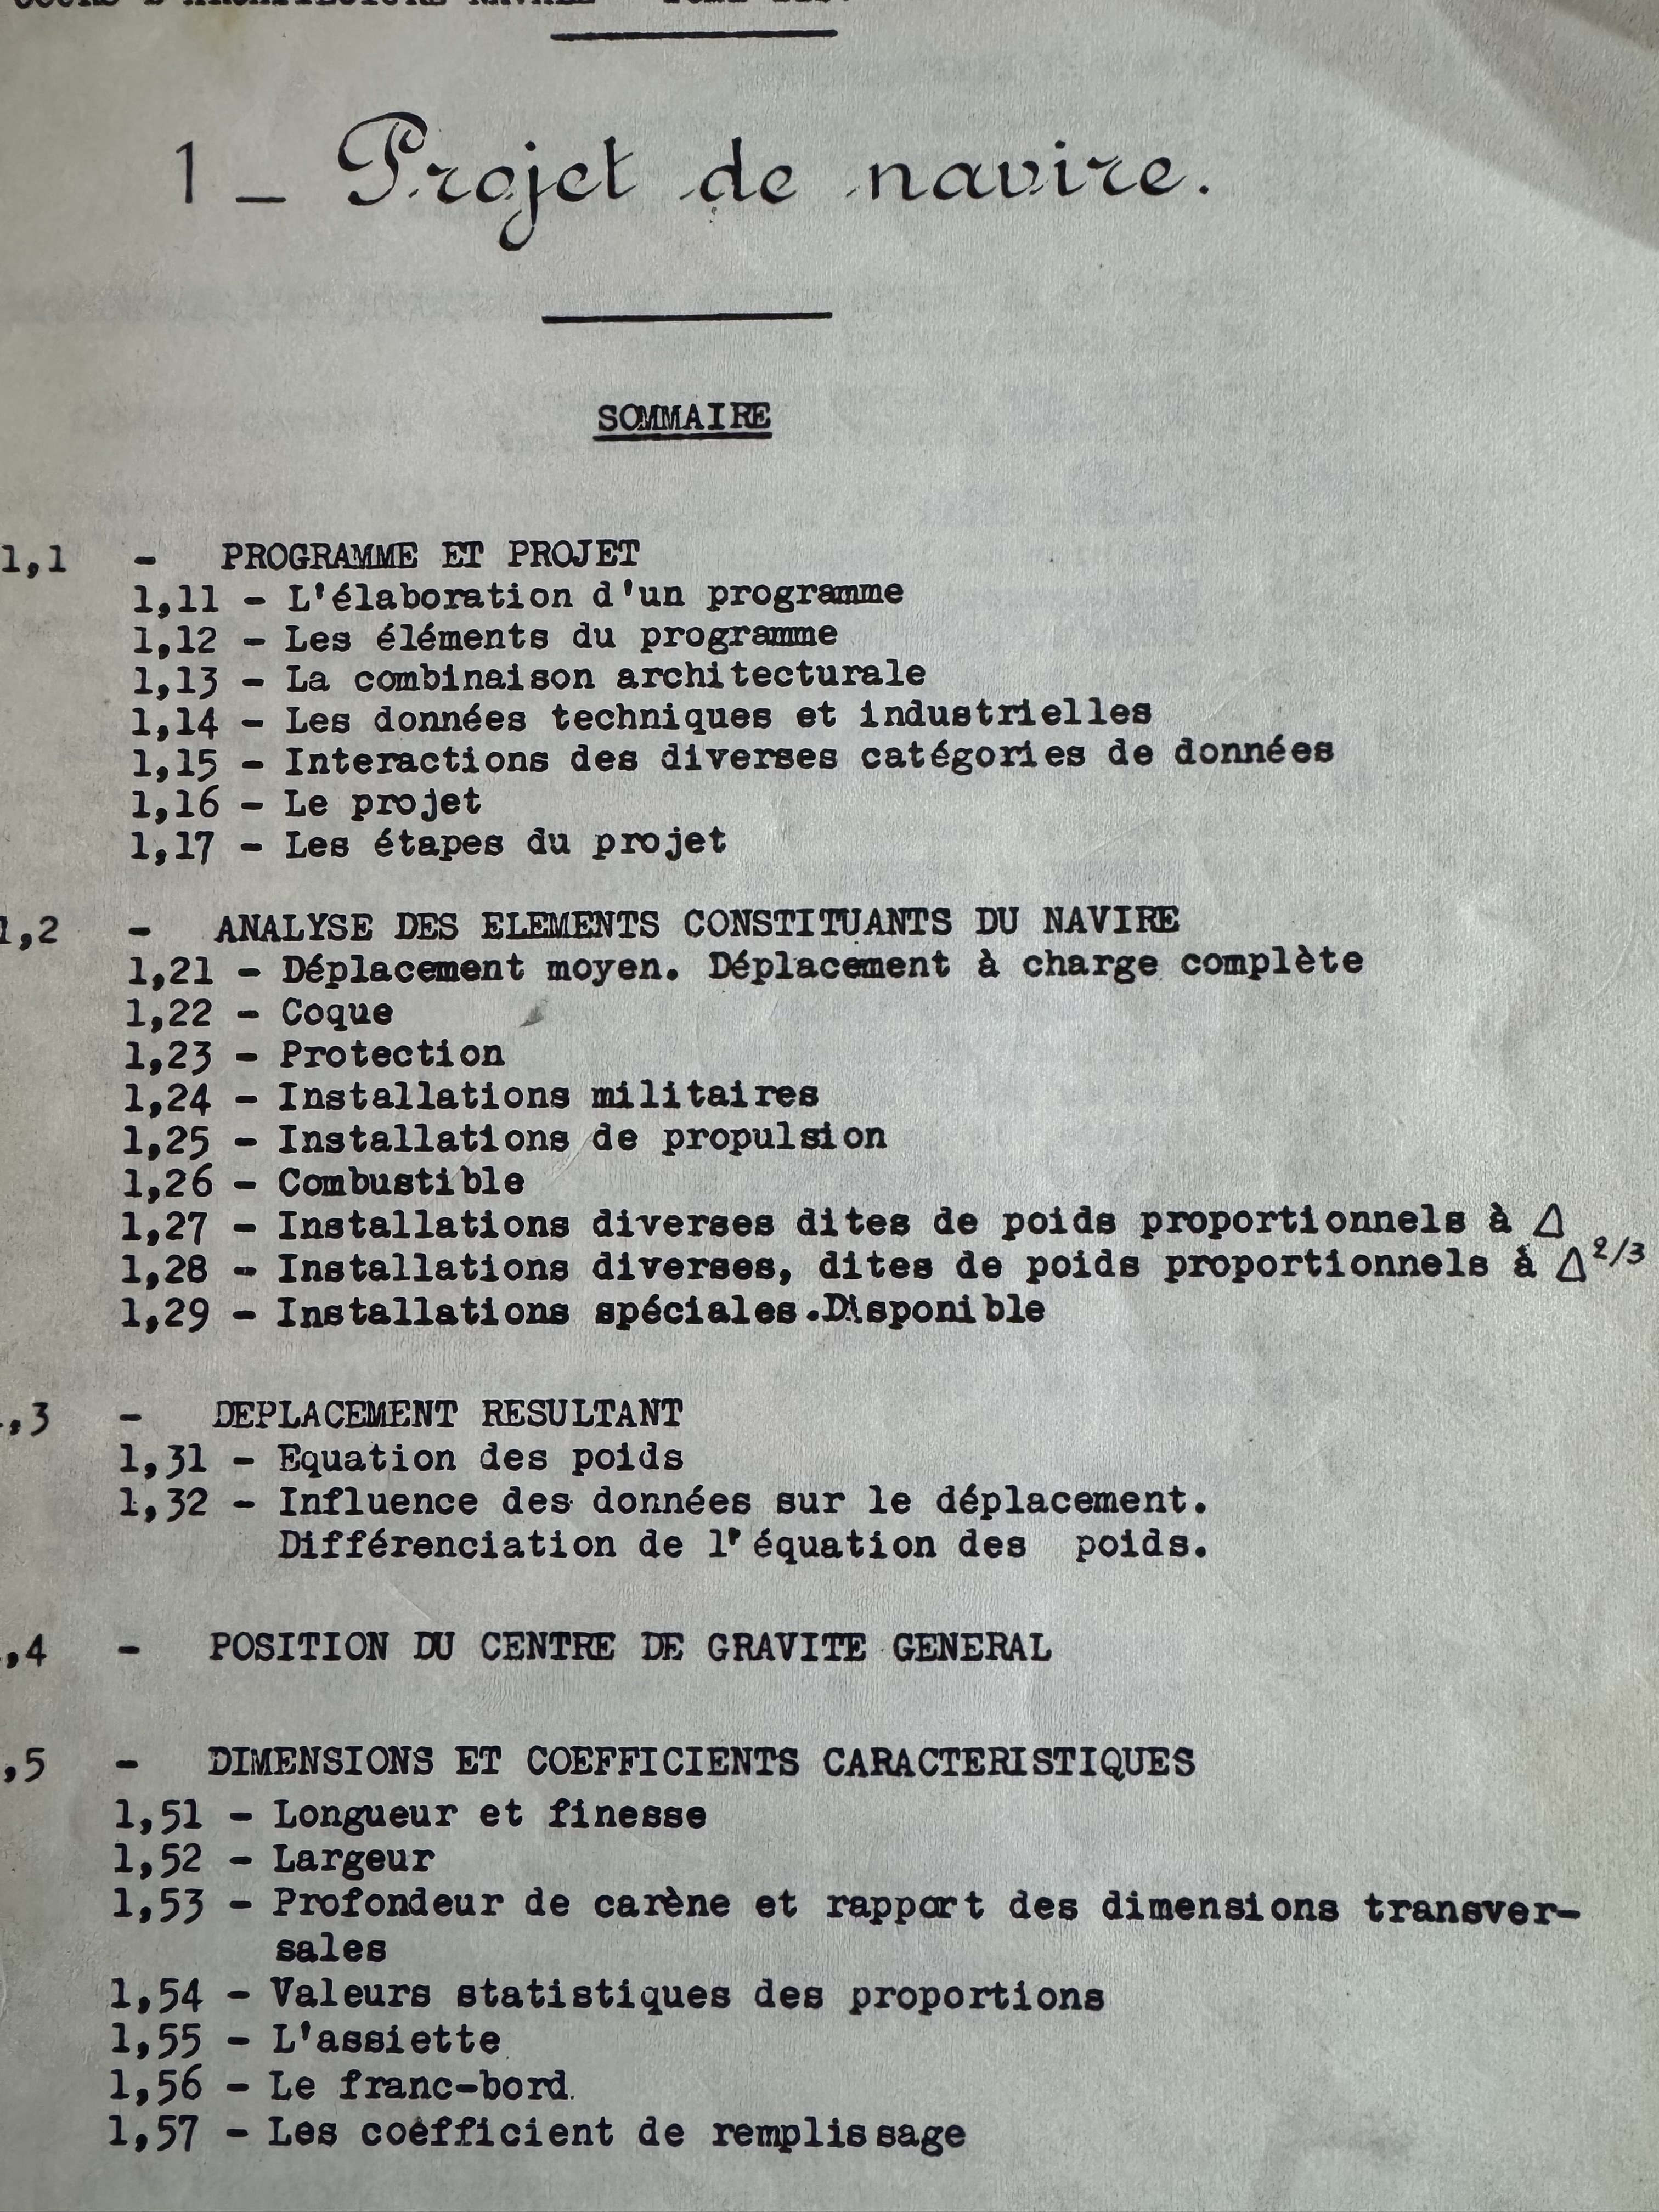 COURS D'ARCHITECTURE NAVALE
1 - Projet de navire.
SOMMAIRE
1,1 - PROGRAMME ET PROJET
1,11 - L'élaboration d'un programme
1,12 - Les éléments du programme
1,13 - La combinaison architecturale
1,14 - Les données techniques et industrielles
1,15 - Interactions des diverses catégories de données
1,16 - Le projet
1,17 - Les étapes du projet
1,2 - ANALYSE DES ELEMENTS CONSTITUANTS DU NAVIRE
1,21 - Déplacement moyen. Déplacement à charge complète
1,22 - Coque
1,23 - Protection
1,24 - Installations militaires
1,25 - Installations de propulsion
1,26 - Combustible
1,27 - Installations diverses dites de poids proportionnels à Δ
1,28 - Installations diverses, dites de poids proportionnels à Δ^2/3
1,29 - Installations spéciales.Disponible
,3 - DEPLACEMENT RESULTANT
1,31 - Equation des poids
1,32 - Influence des données sur le déplacement.
Différenciation de l'équation des poids.
,4 - POSITION DU CENTRE DE GRAVITE GENERAL
,5 - DIMENSIONS ET COEFFICIENTS CARACTERISTIQUES
1,51 - Longueur et finesse
1,52 - Largeur
1,53 - Profondeur de carène et rapport des dimensions transver-
sales
1,54 - Valeurs statistiques des proportions
1,55 - L'assiette
1,56 - Le franc-bord.
1,57 - Les coefficient de remplissage